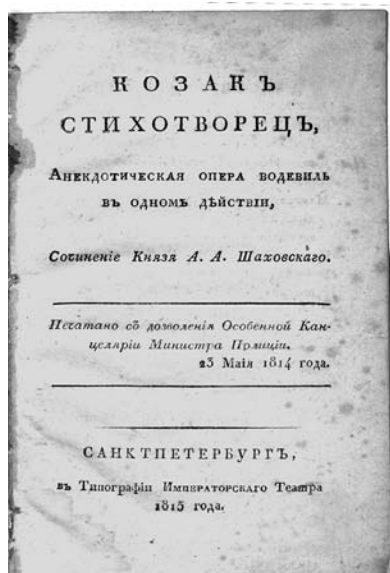 КОЗАКЪ
СТИХОТВОРЕЦЪ,
Анекдотическая опера водевиль
въ одномъ дѣйствіи,
Сочиненіе Князя А. А. Шаховскаго.
Печатано съ дозволенія Особенной Кан-
целяріи Министра Полиціи.
23 Маія 1814 года.
САНКТПЕТЕРБУРГЪ,
въ Типографіи Императорскаго Театра
1815 года.